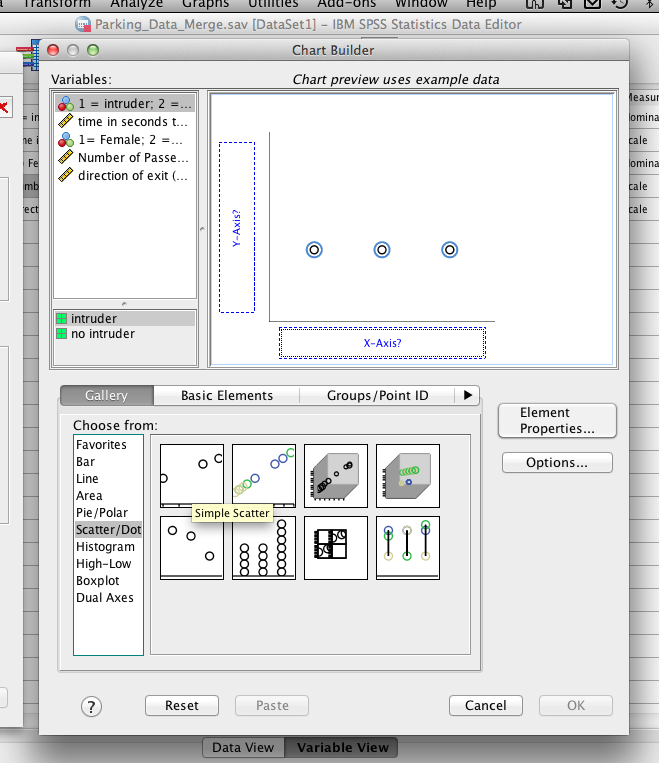 Transform Analyze Graphs Utilities Add-ons Window Help
Parking_Data_Merge.sav [DataSet1] – IBM SPSS Statistics Data Editor
Chart Builder
Variables:
Chart preview uses example data
1 = intruder; 2 =...
time in seconds t...
1= Female; 2 =...
Number of Passe...
direction of exit (...
intruder
no intruder
Y-Axis?
X-Axis?
Measur
omina
cale
omina
cale
cale
Gallery
Basic Elements
Groups/Point ID
Choose from:
Favorites
Bar
Line
Area
Pie/Polar
Scatter/Dot
Histogram
High-Low
Boxplot
Dual Axes
Simple Scatter
Element
Properties...
Options...
?
Reset
Paste
Cancel
OK
Data View
Variable View